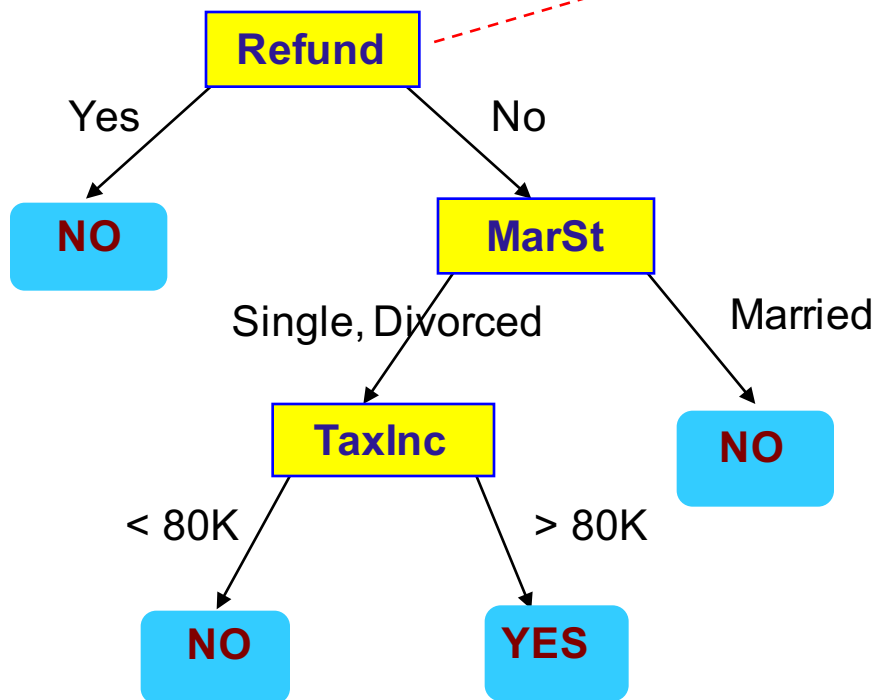 Refund
Yes
No
NO
MarSt
Single, Divorced
Married
TaxInc
NO
< 80K
> 80K
NO
YES